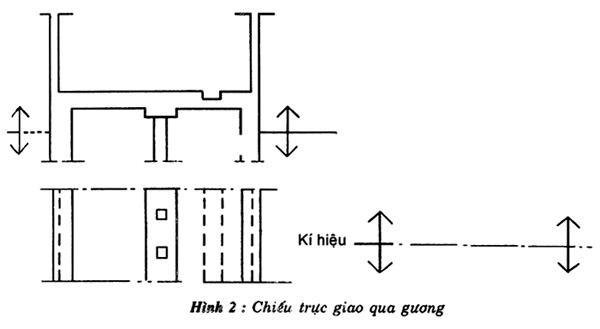 Kí hiệu
Hình 2 : Chiếu trục giao qua gương